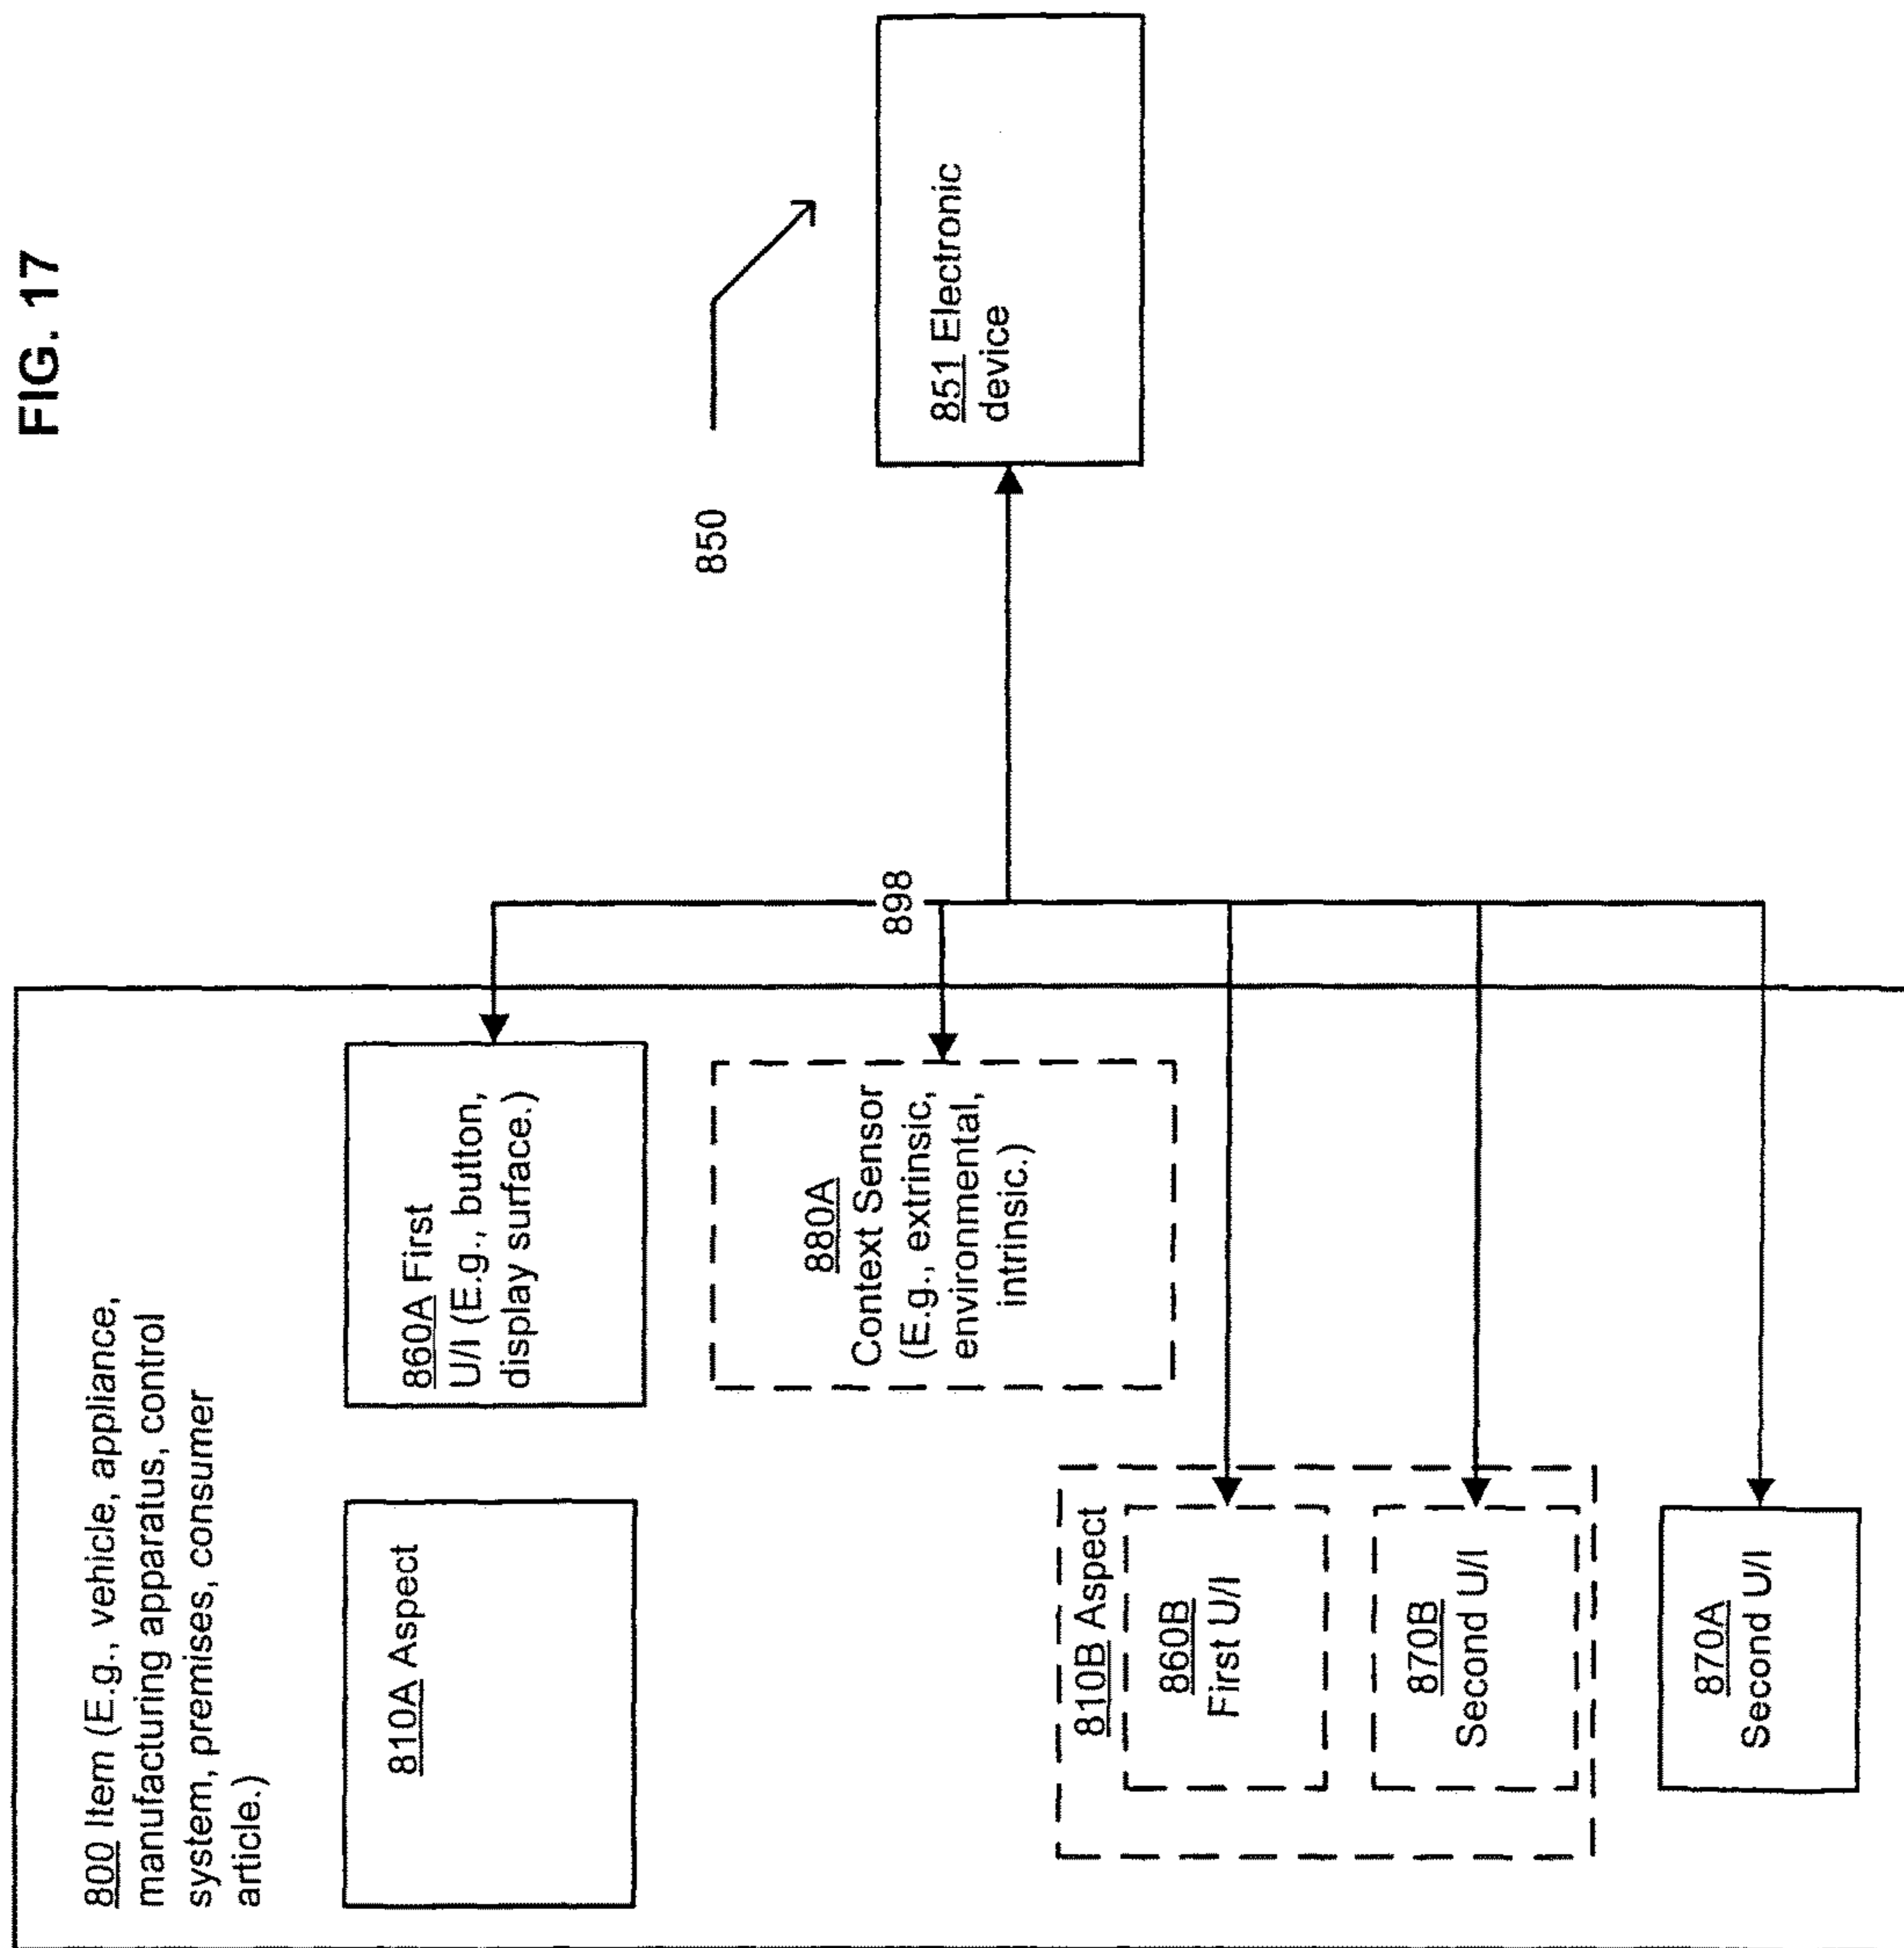 FIG. 17
800 Item (E.g., vehicle, appliance,
manufacturing apparatus, control
system, premises, consumer
article.)
810A Aspect
860A First
U/I (E.g., button,
display surface.)
880A
Context Sensor
(E.g., extrinsic,
environmental,
intrinsic.)
810B Aspect
860B
First U/I
870B
Second U/I
870A
Second U/I
898
850
851 Electronic
device